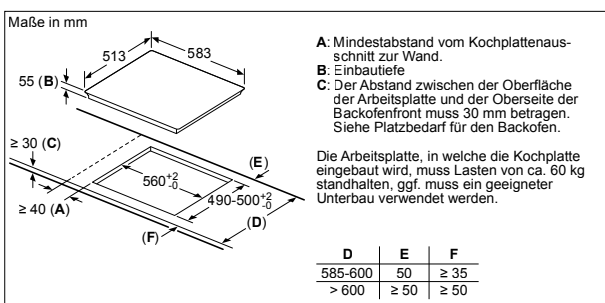 Maße in mm
513
583
55 (B)
≥ 30 (C)
(E)
560+2-0
490-500+2-0
≥ 40 (A)
(D)
(F)
A: Mindestabstand vom Kochplattenaus-
schnitt zur Wand.
B: Einbautiefe
C: Der Abstand zwischen der Oberfläche
der Arbeitsplatte und der Oberseite der
Backofenfront muss 30 mm betragen.
Siehe Platzbedarf für den Backofen.
Die Arbeitsplatte, in welche die Kochplatte
eingebaut wird, muss Lasten von ca. 60 kg
standhalten, ggf. muss ein geeigneter
Unterbau verwendet werden.
D E F
585-600 50 ≥ 35
> 600 ≥ 50 ≥ 50